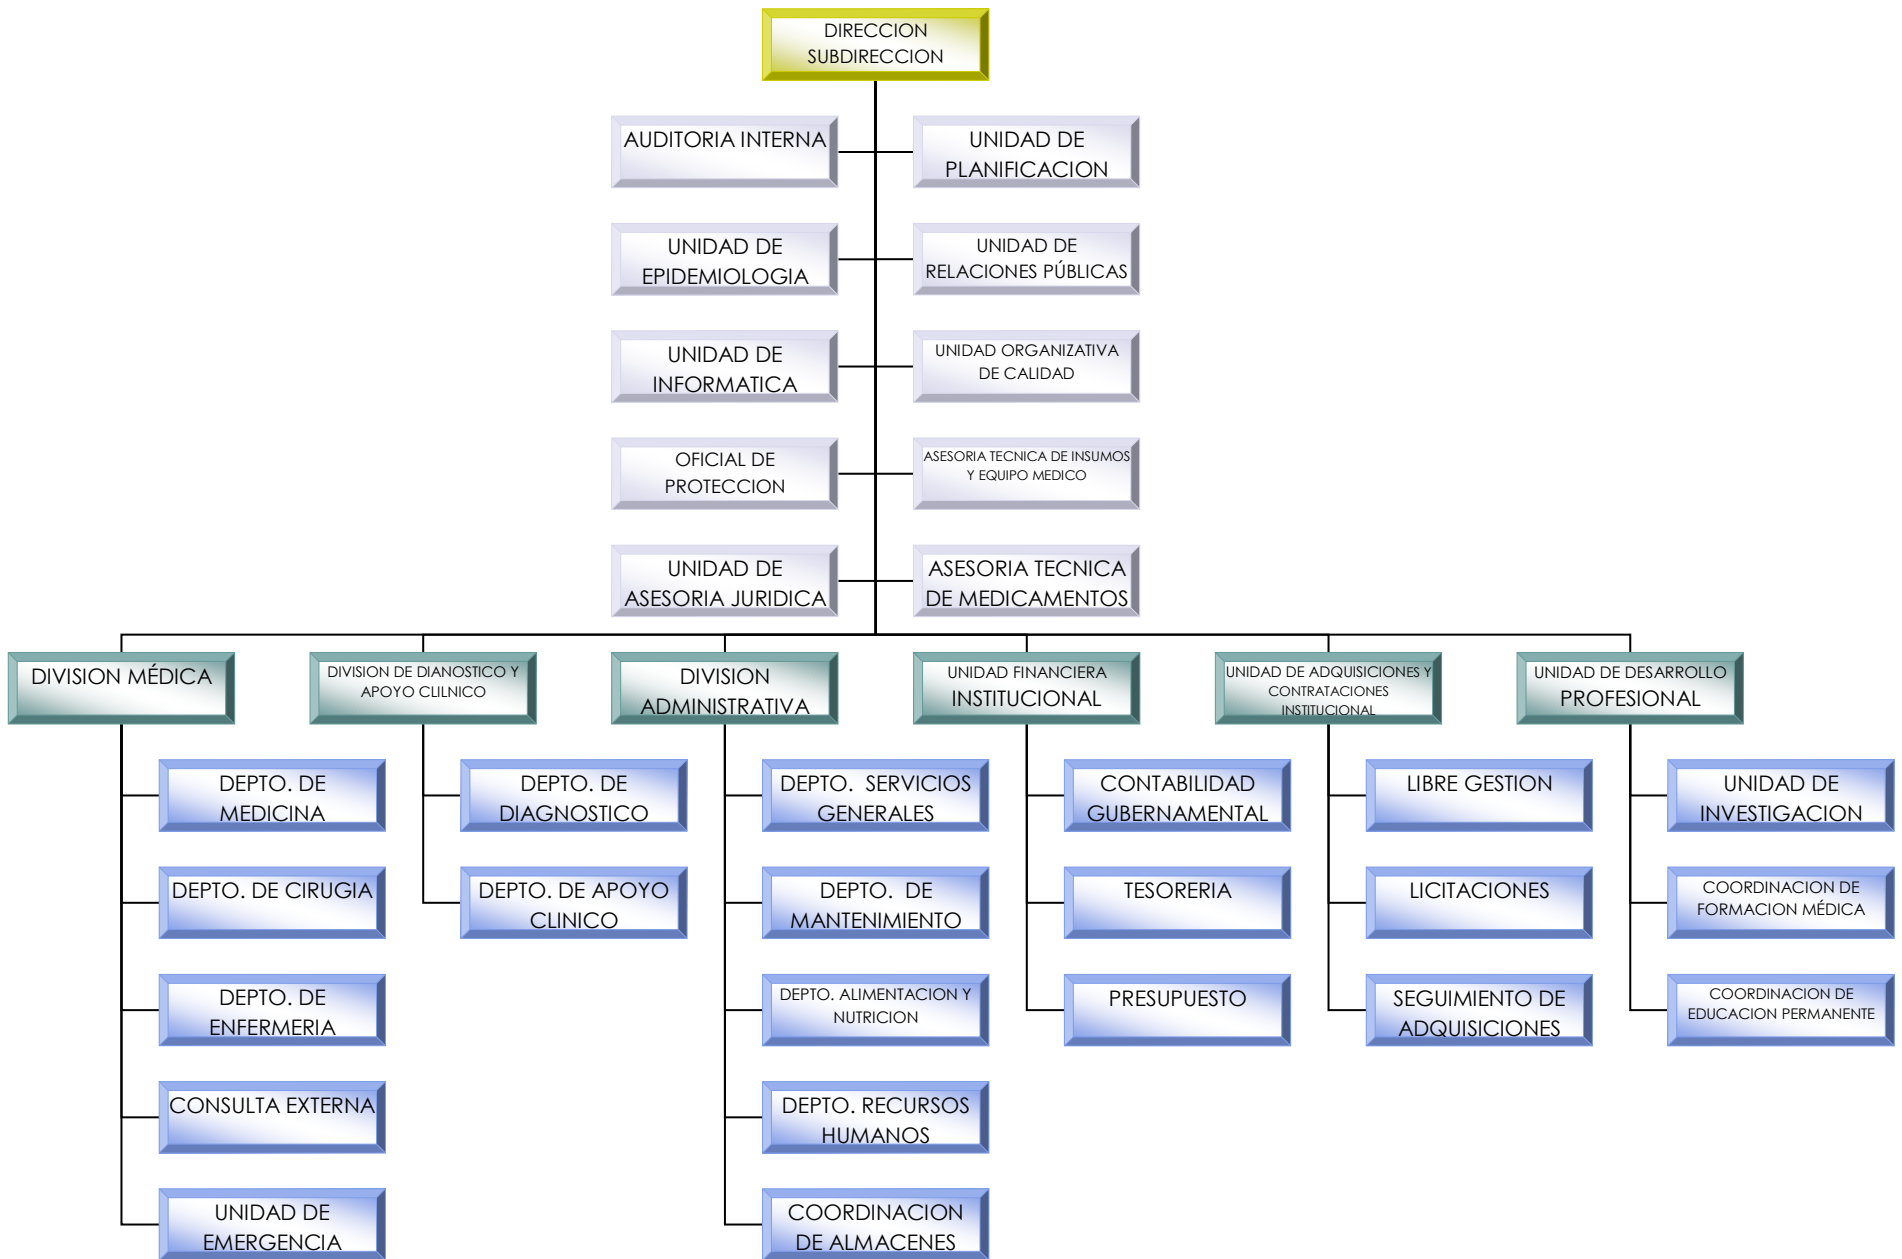 DIRECCION
SUBDIRECCION
AUDITORIA INTERNA
UNIDAD DE
PLANIFICACION
UNIDAD DE
EPIDEMIOLOGIA
UNIDAD DE
RELACIONES PÚBLICAS
UNIDAD DE
INFORMATICA
UNIDAD ORGANIZATIVA
DE CALIDAD
OFICIAL DE
PROTECCION
ASESORIA TECNICA DE INSUMOS
Y EQUIPO MEDICO
UNIDAD DE
ASESORIA JURIDICA
ASESORIA TECNICA
DE MEDICAMENTOS
DIVISION MÉDICA
DIVISION DE DIANOSTICO Y
APOYO CLILNICO
DIVISION
ADMINISTRATIVA
UNIDAD FINANCIERA
INSTITUCIONAL
UNIDAD DE ADQUISICIONES Y
CONTRATACIONES
INSTITUCIONAL
UNIDAD DE DESARROLLO
PROFESIONAL
DEPTO. DE
MEDICINA
DEPTO. DE
DIAGNOSTICO
DEPTO. SERVICIOS
GENERALES
CONTABILIDAD
GUBERNAMENTAL
LIBRE GESTION
UNIDAD DE
INVESTIGACION
DEPTO. DE CIRUGIA
DEPTO. DE APOYO
CLINICO
DEPTO. DE
MANTENIMIENTO
TESORERIA
LICITACIONES
COORDINACION DE
FORMACION MÉDICA
DEPTO. DE
ENFERMERIA
DEPTO. ALIMENTACION Y
NUTRICION
PRESUPUESTO
SEGUIMIENTO DE
ADQUISICIONES
COORDINACION DE
EDUCACION PERMANENTE
CONSULTA EXTERNA
DEPTO. RECURSOS
HUMANOS
UNIDAD DE
EMERGENCIA
COORDINACION
DE ALMACENES